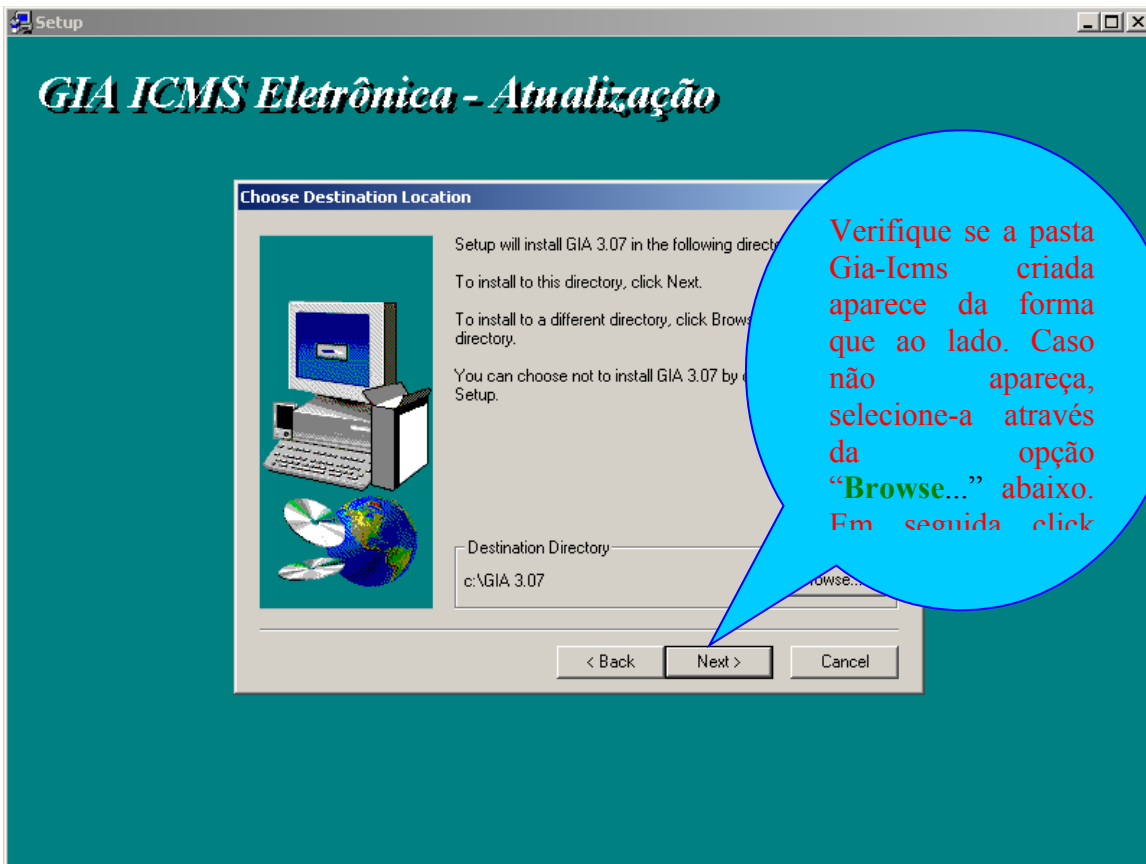 Setup
GIA ICMS Eletrônica - Atualização
Choose Destination Location
Setup will install GIA 3.07 in the following
To install to this directory, click Next.
To install to a different directory, click
directory.
You can choose not to install GIA 3.07 by
Setup.
Destination Directory
c:\GIA 3.07
< Back
Next >
Cancel
Verifique se a pasta
Gia-Icms criada
aparece da forma
que ao lado. Caso
não apareça,
selecione-a através
da opção
“Browse...” abaixo.
Em seguida click